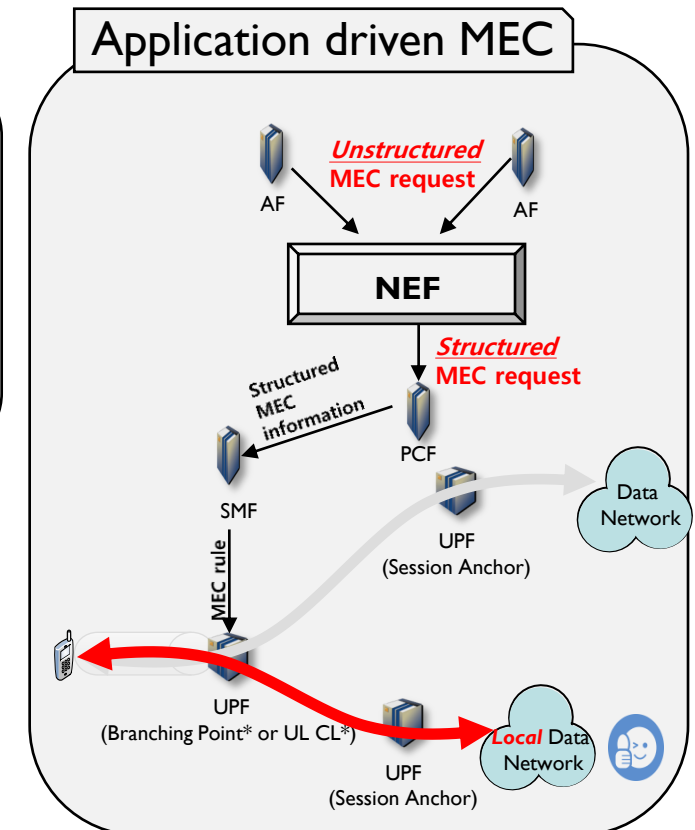 Application driven MEC
Unstructured
MEC request
AF
AF
NEF
Structured
MEC request
Structured
MEC
information
PCF
SMF
Data
Network
UPF
(Session Anchor)
MEC rule
UPF
(Branching Point* or UL CL*)
Local Data
Network
UPF
(Session Anchor)